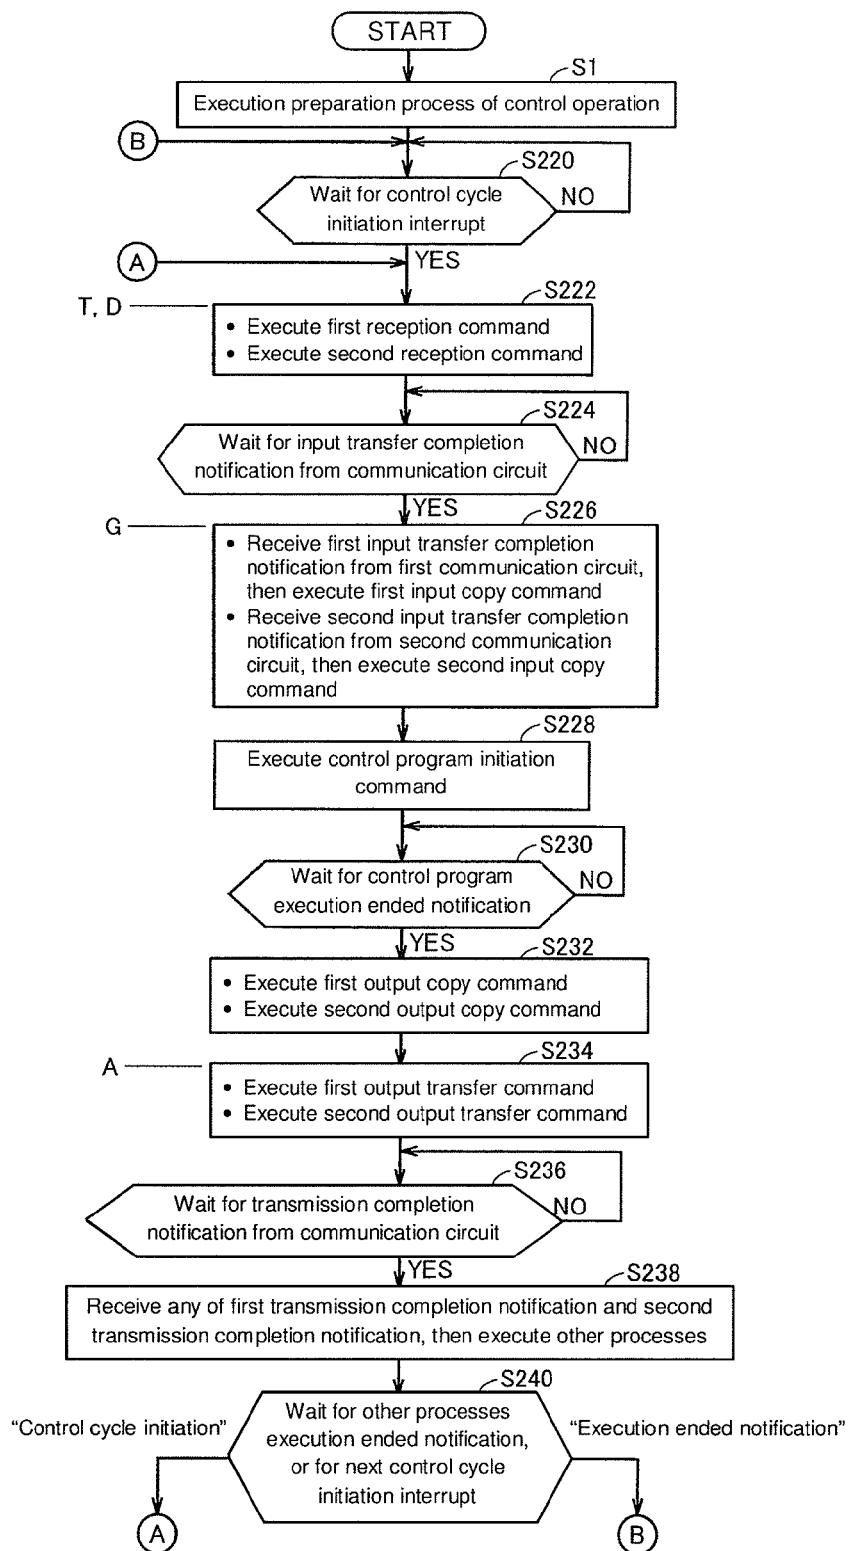 START
S1
Execution preparation process of control operation
B
S220
Wait for control cycle
initiation interrupt
NO
A
YES
T, D
S222
• Execute first reception command
• Execute second reception command
S224
Wait for input transfer completion
notification from communication circuit
NO
YES
G
S226
• Receive first input transfer completion
notification from first communication circuit,
then execute first input copy command
• Receive second input transfer completion
notification from second communication
circuit, then execute second input copy
command
S228
Execute control program initiation
command
S230
Wait for control program
execution ended notification
NO
YES
S232
• Execute first output copy command
• Execute second output copy command
A
S234
• Execute first output transfer command
• Execute second output transfer command
S236
Wait for transmission completion
notification from communication circuit
NO
YES
S238
Receive any of first transmission completion notification and second
transmission completion notification, then execute other processes
S240
Wait for other processes
execution ended notification,
or for next control cycle
initiation interrupt
“Control cycle initiation”
“Execution ended notification”
A
B